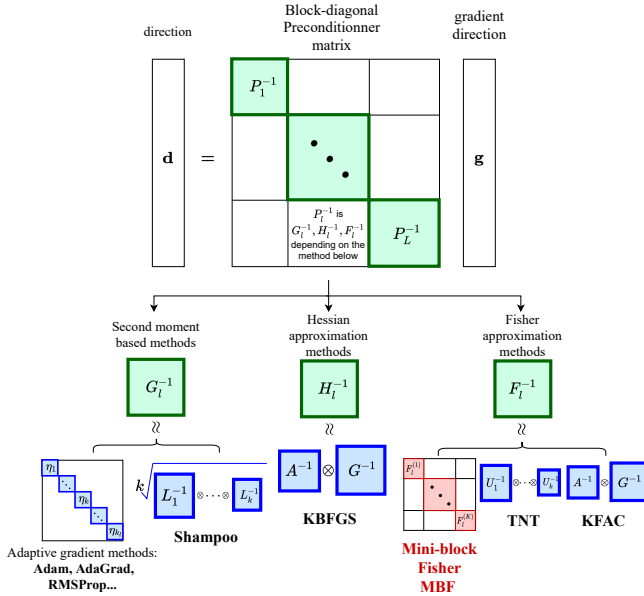 direction
Block-diagonal
Preconditionner
matrix
gradient
direction
d
=
g
P_1^{-1}
P_l^{-1} is
G_l^{-1}, H_l^{-1}, F_l^{-1}
depending on the
method below
P_L^{-1}
Second moment
based methods
Hessian
approximation
methods
Fisher
approximation
methods
G_l^{-1}
H_l^{-1}
F_l^{-1}
≈
≈
≈
η_1
η_k
η_{k_l}
Adaptive gradient methods:
Adam, AdaGrad,
RMSProp...
k√ L_1^{-1} ⊗ ⋯ ⊗ L_k^{-1}
Shampoo
A^{-1} ⊗ G^{-1}
KBFGS
F_l^{(1)}
F_l^{(K)}
Mini-block
Fisher
MBF
U_1^{-1} ⊗ ⋯ ⊗ U_k^{-1}
TNT
A^{-1} ⊗ G^{-1}
KFAC